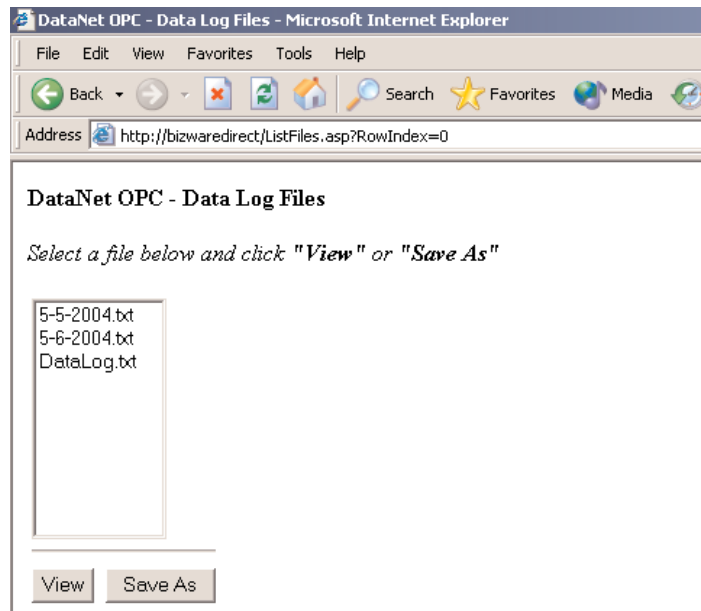 DataNet OPC - Data Log Files - Microsoft Internet Explorer
File Edit View Favorites Tools Help
Back Search Favorites Media
Address http://bizwaredirect/ListFiles.asp?RowIndex=0
DataNet OPC - Data Log Files
Select a file below and click "View" or "Save As"
5-5-2004.txt
5-6-2004.txt
DataLog.txt
View Save As